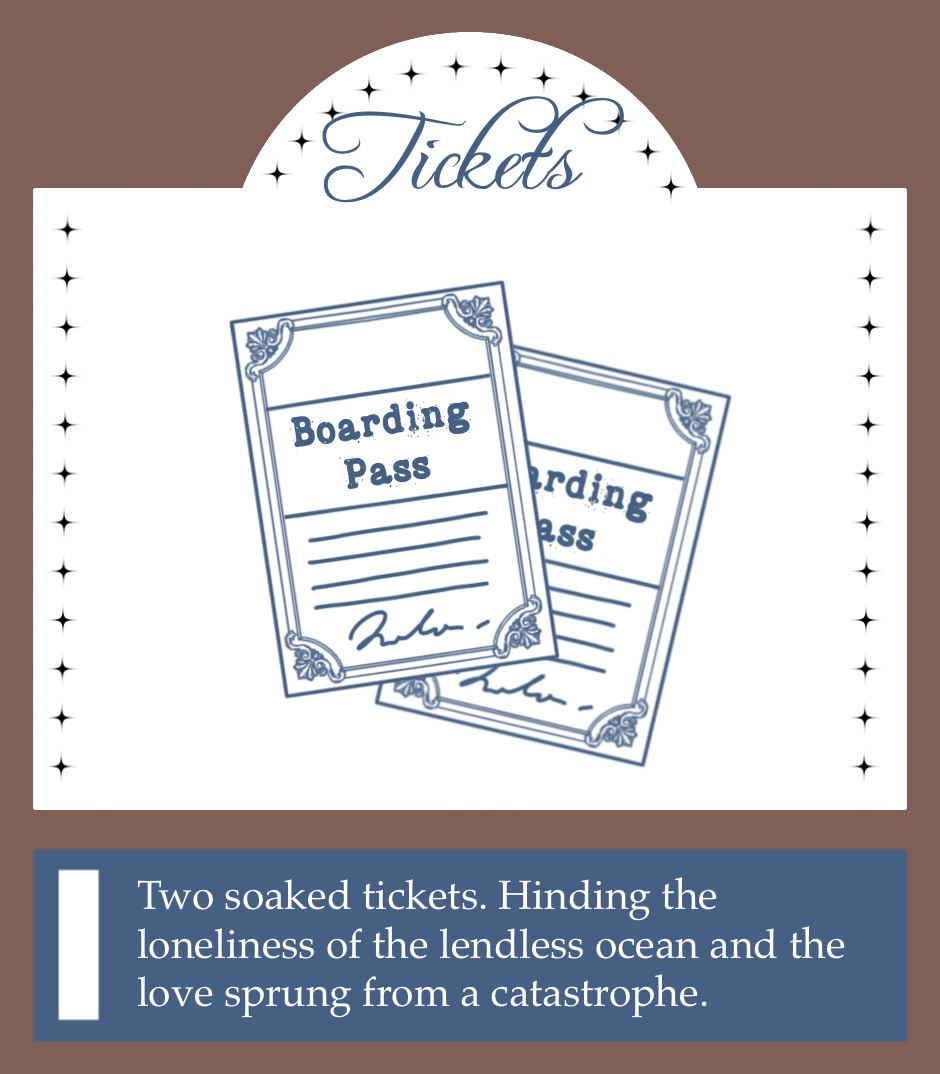 Tickets
Boarding
Pass
arding
ass
Two soaked tickets. Hinding the
loneliness of the lendless ocean and the
love sprung from a catastrophe.